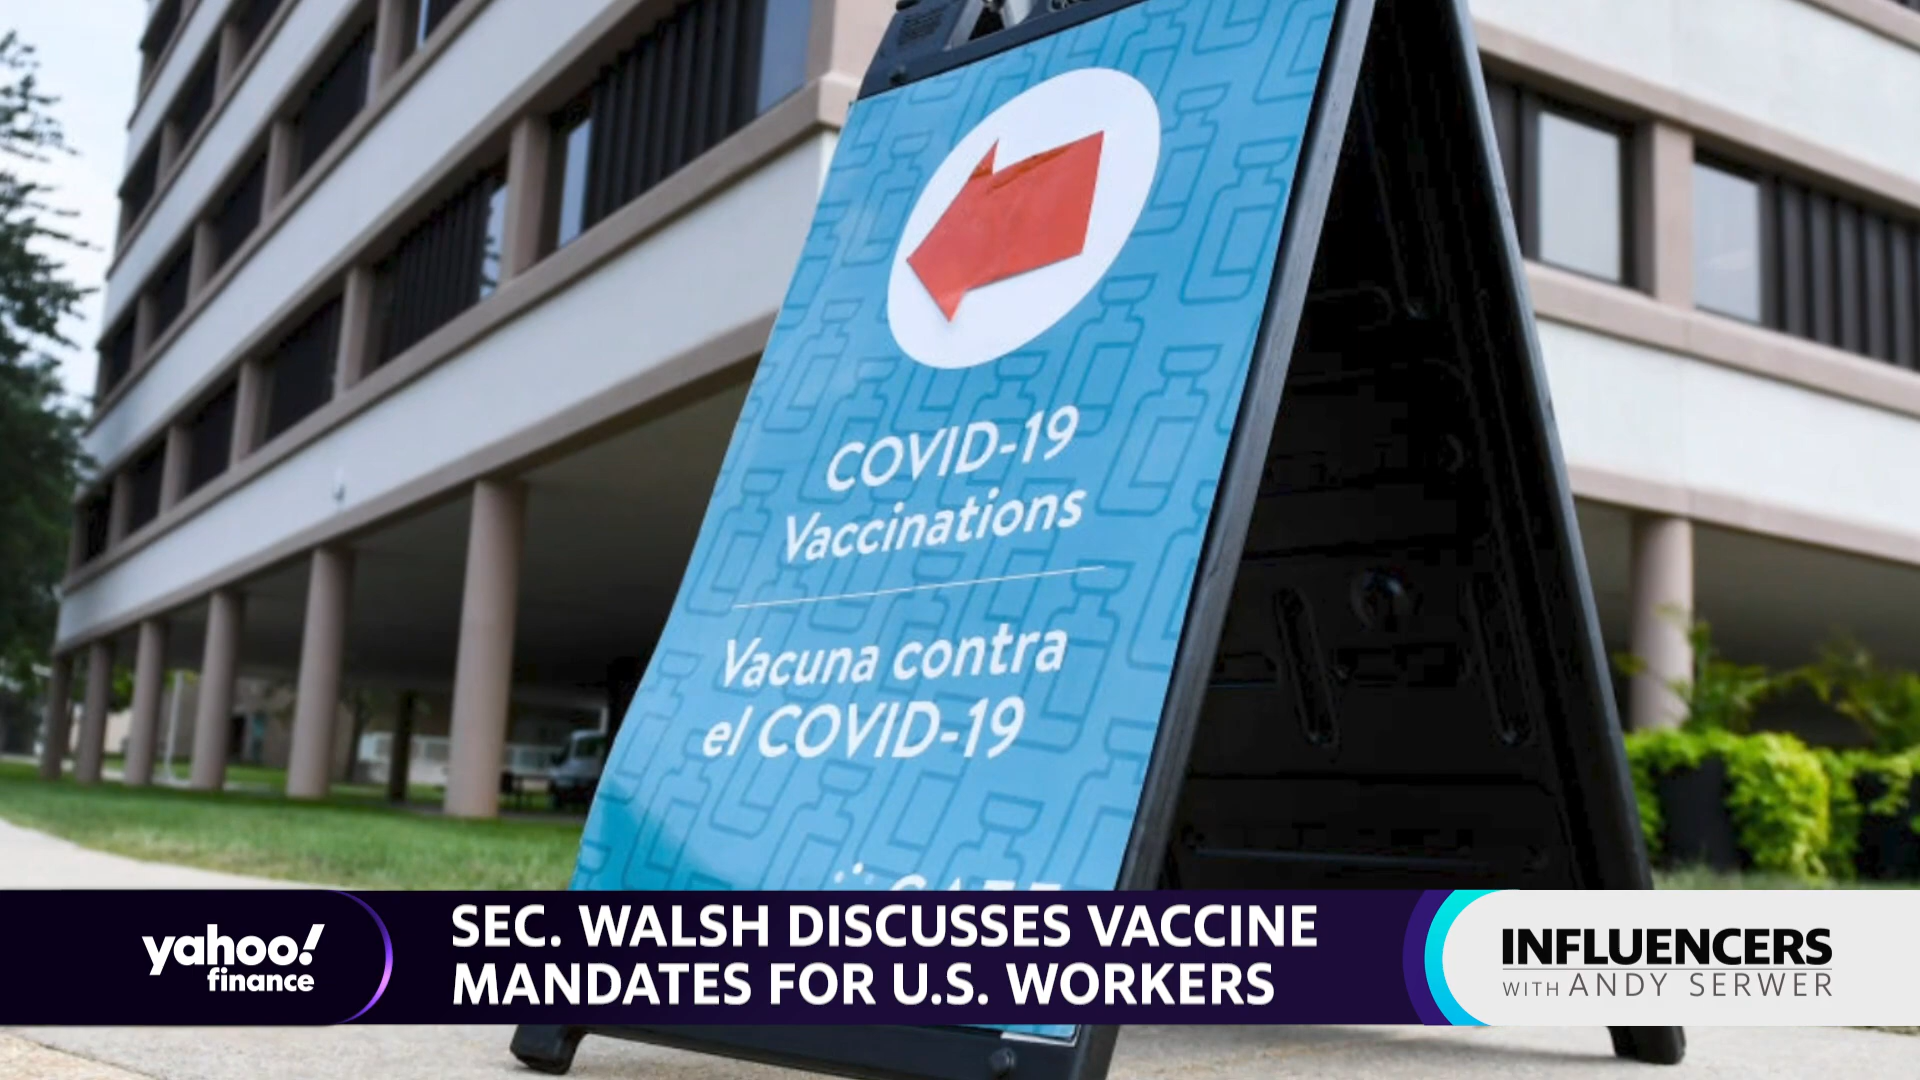 COVID-19
Vaccinations
Vacuna contra
el COVID-19
yahoo!
finance
SEC. WALSH DISCUSSES VACCINE
MANDATES FOR U.S. WORKERS
INFLUENCERS
WITH ANDY SERWER